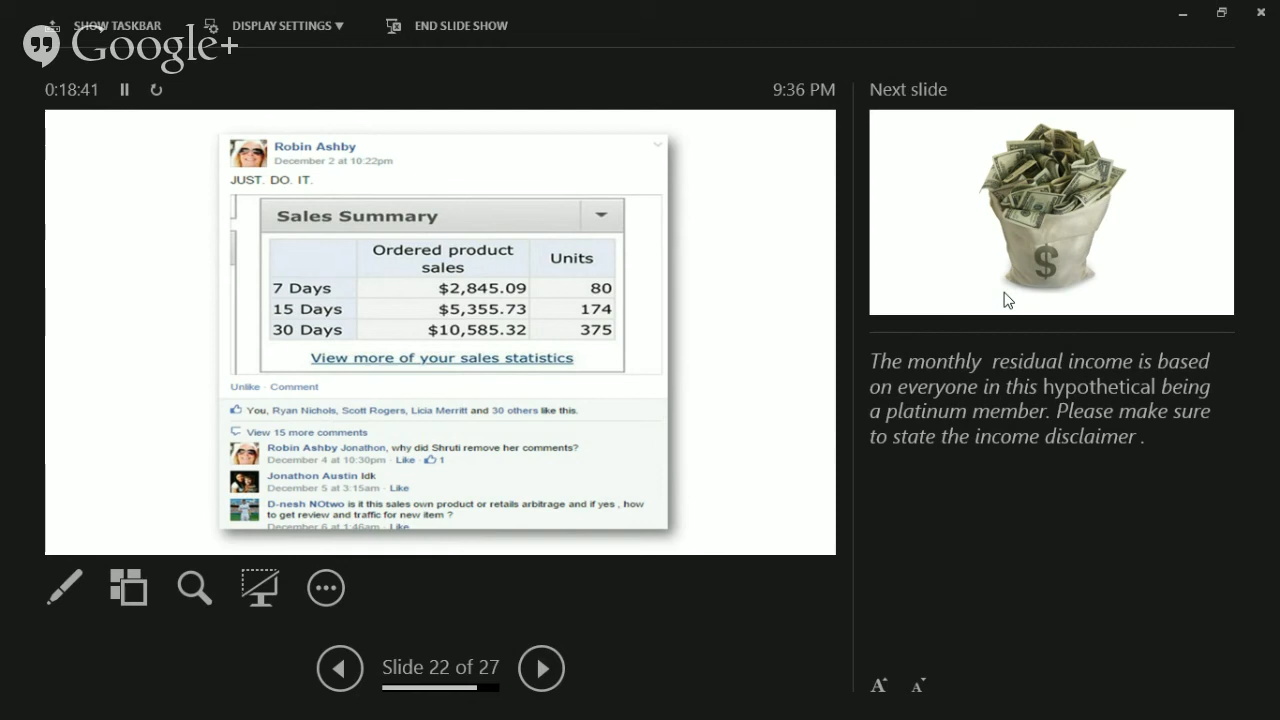 SHOW TASKBAR
DISPLAY SETTINGS ▼
END SLIDE SHOW
Google+
0:18:41
9:36 PM
Next slide
Robin Ashby
December 2 at 10:22pm
JUST. DO. IT.
Sales Summary
Ordered product sales Units
7 Days $2,845.09 80
15 Days $5,355.73 174
30 Days $10,585.32 375
View more of your sales statistics
Unlike · Comment
You, Ryan Nichols, Scott Rogers, Licia Merritt and 30 others like this.
View 15 more comments
Robin Ashby Jonathon, why did Shruti remove her comments?
December 4 at 10:30pm · Like · 1
Jonathon Austin Idk
December 5 at 3:15am · Like
D-nesh NOtwo is it this sales own product or retails arbitrage and if yes , how
to get review and traffic for new item ?
December 6 at 1:46am · Like
$
The monthly residual income is based
on everyone in this hypothetical being
a platinum member. Please make sure
to state the income disclaimer .
Slide 22 of 27
A A